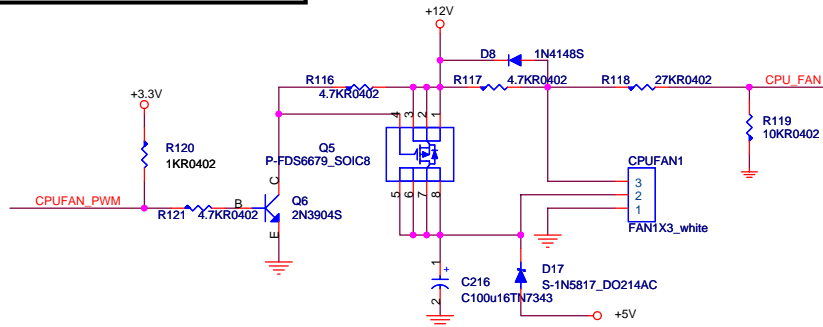 +12V
D8 1N4148S
R116
4.7KR0402
R117 4.7KR0402
R118 27KR0402
CPU_FAN
+3.3V
R119
10KR0402
4 3 2 1
R120
1KR0402
Q5
P-FDS6679_SOIC8
CPUFAN1
3
2
1
FAN1X3_white
5 6 7 8
C
CPUFAN_PWM
R121 4.7KR0402
B
Q6
2N3904S
E
1
+
2
C216
C100u16TN7343
D17
S-1N5817_DO214AC
+5V